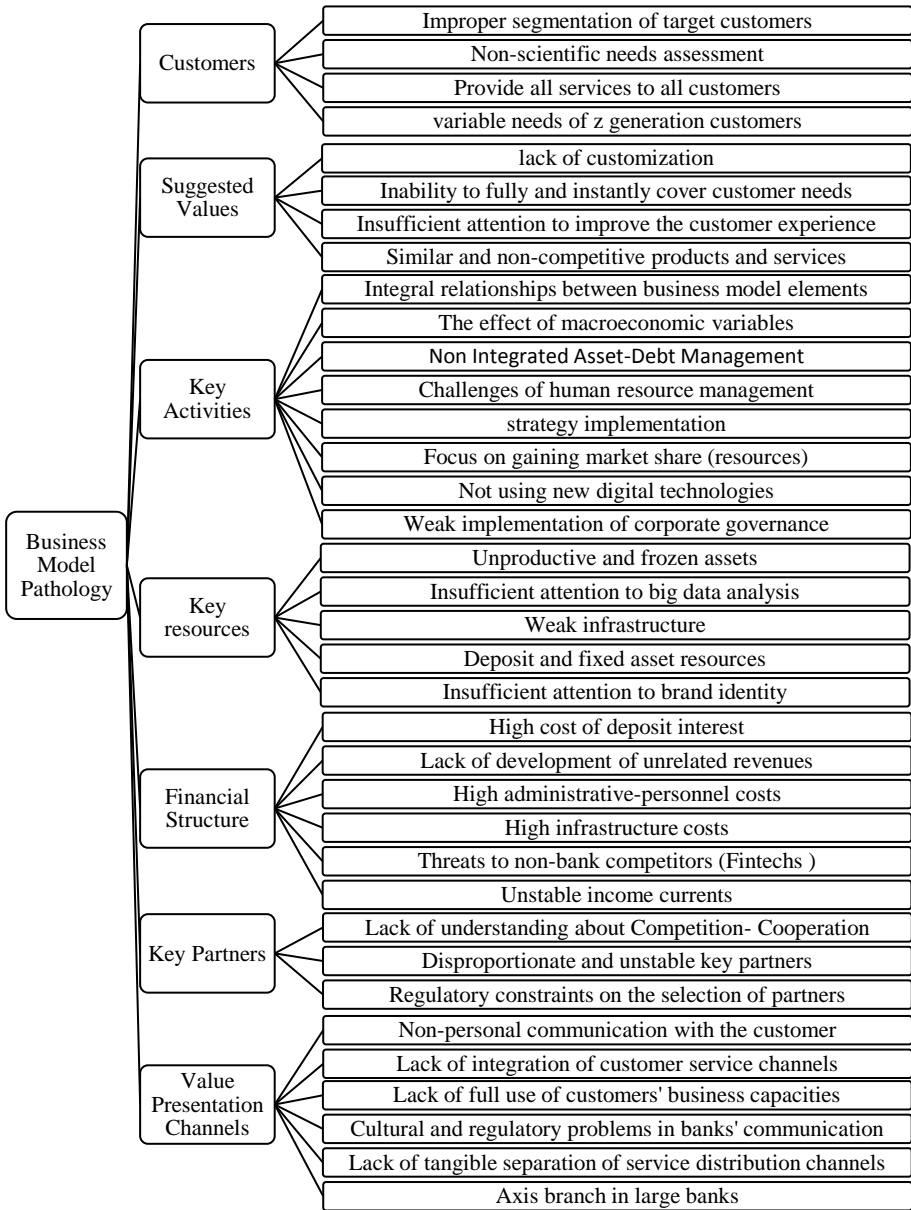 Business
Model
Pathology
Customers
Improper segmentation of target customers
Non-scientific needs assessment
Provide all services to all customers
variable needs of z generation customers
Suggested
Values
lack of customization
Inability to fully and instantly cover customer needs
Insufficient attention to improve the customer experience
Similar and non-competitive products and services
Key
Activities
Integral relationships between business model elements
The effect of macroeconomic variables
Non Integrated Asset-Debt Management
Challenges of human resource management
strategy implementation
Focus on gaining market share (resources)
Not using new digital technologies
Weak implementation of corporate governance
Key
resources
Unproductive and frozen assets
Insufficient attention to big data analysis
Weak infrastructure
Deposit and fixed asset resources
Insufficient attention to brand identity
Financial
Structure
High cost of deposit interest
Lack of development of unrelated revenues
High administrative-personnel costs
High infrastructure costs
Threats to non-bank competitors (Fintechs )
Unstable income currents
Key Partners
Lack of understanding about Competition- Cooperation
Disproportionate and unstable key partners
Regulatory constraints on the selection of partners
Value
Presentation
Channels
Non-personal communication with the customer
Lack of integration of customer service channels
Lack of full use of customers' business capacities
Cultural and regulatory problems in banks' communication
Lack of tangible separation of service distribution channels
Axis branch in large banks